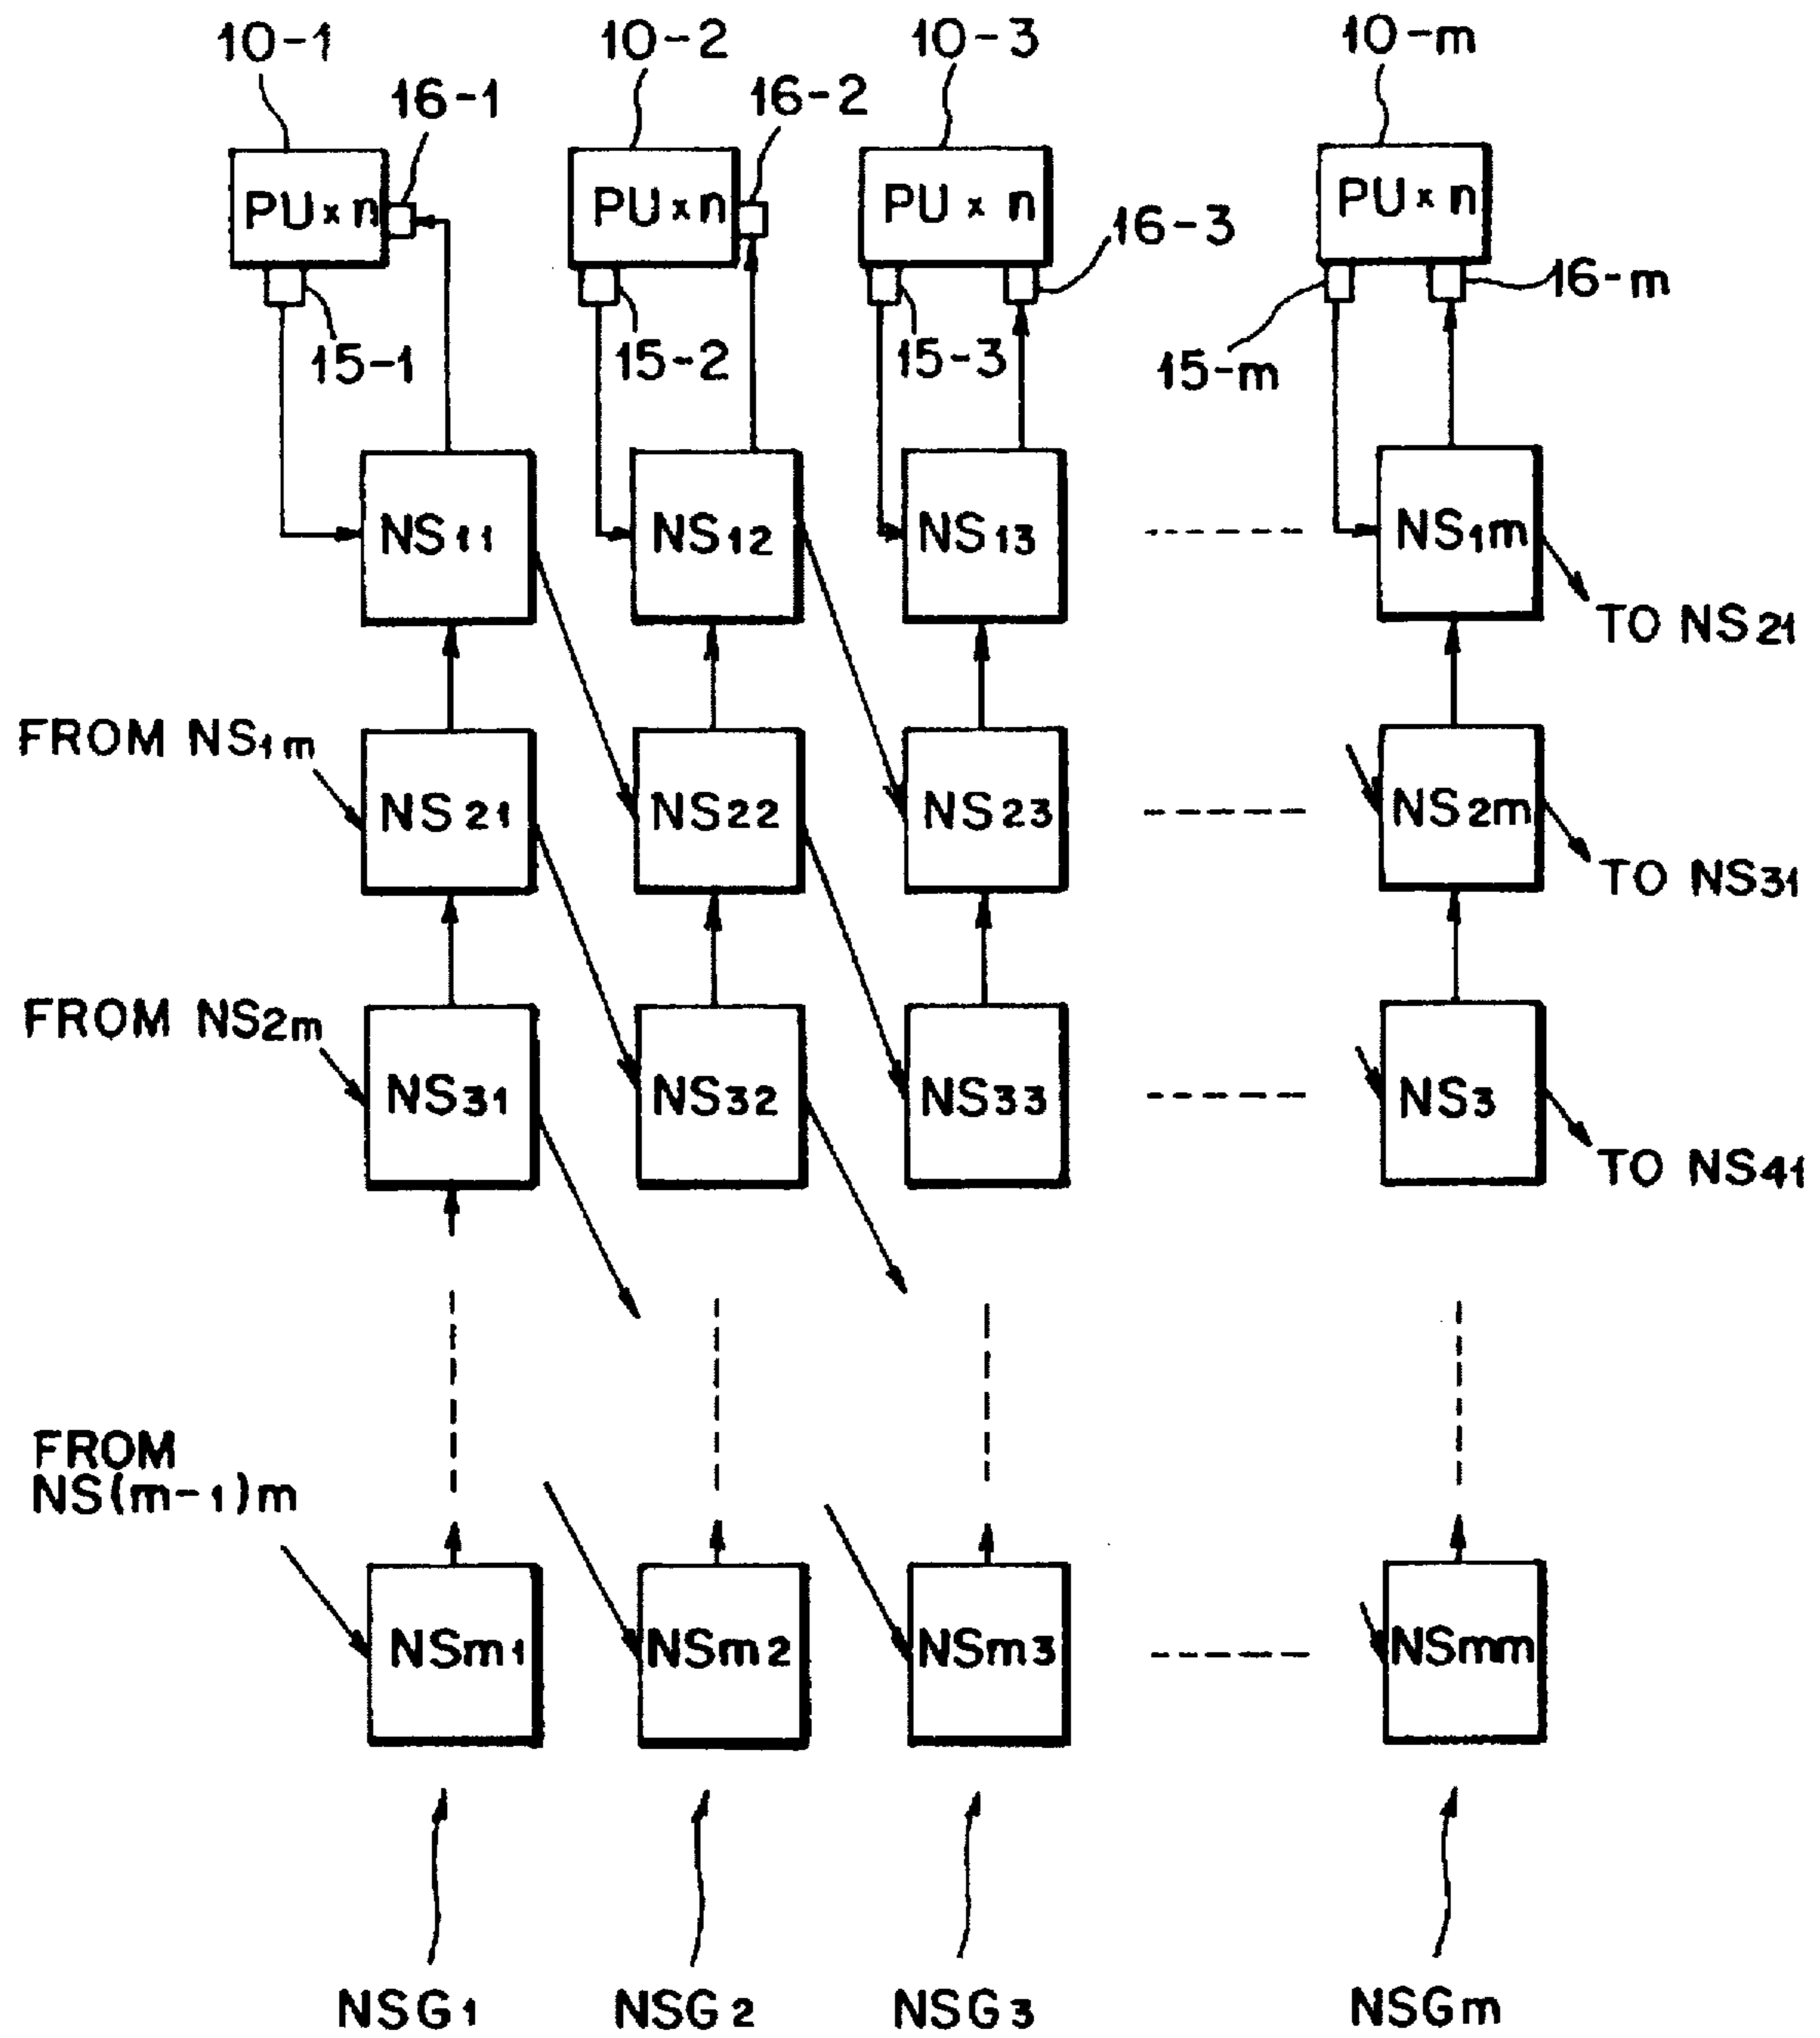 10-1
10-2
10-3
10-m
16-1
16-2
PU×n
PU×n
PU×n
PU×n
16-3
16-m
15-1
15-2
15-3
15-m
NS11
NS12
NS13
NS1m
TO NS21
FROM NS1m
NS21
NS22
NS23
NS2m
TO NS31
FROM NS2m
NS31
NS32
NS33
NS3
TO NS41
FROM
NS(m-1)m
NSm1
NSm2
NSm3
NSmm
NSG1
NSG2
NSG3
NSGm